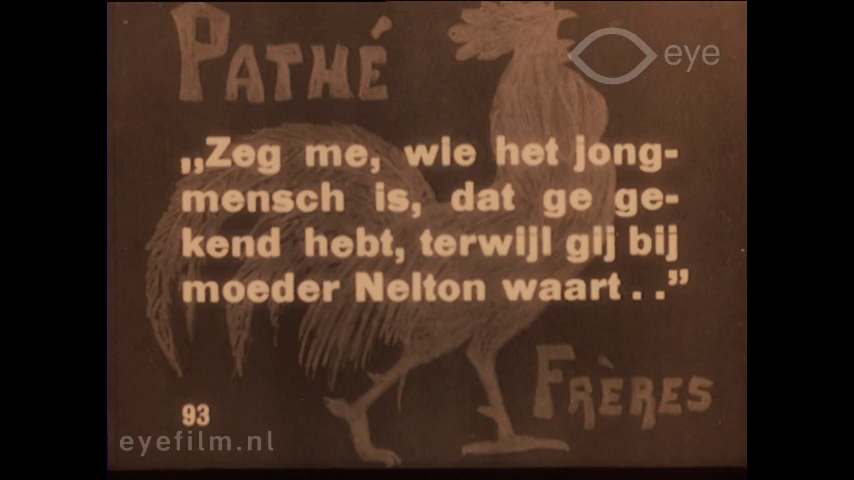 PATHÉ
eye
„Zeg me, wie het jong-
mensch is, dat ge ge-
kend hebt, terwijl gij bij
moeder Nelton waart . .”
FRÈRES
93
eyefilm.nl